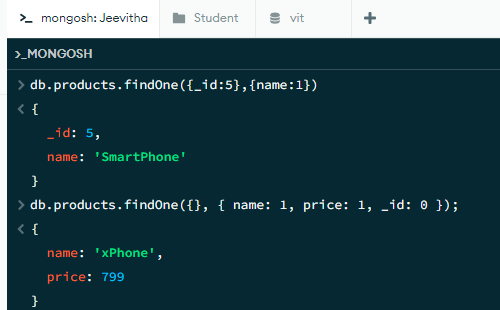 >_ mongosh: Jeevitha Student vit +
>_MONGOSH
> db.products.findOne({_id:5},{name:1})
< {
_id: 5,
name: 'SmartPhone'
}
> db.products.findOne({}, { name: 1, price: 1, _id: 0 });
< {
name: 'xPhone',
price: 799
}